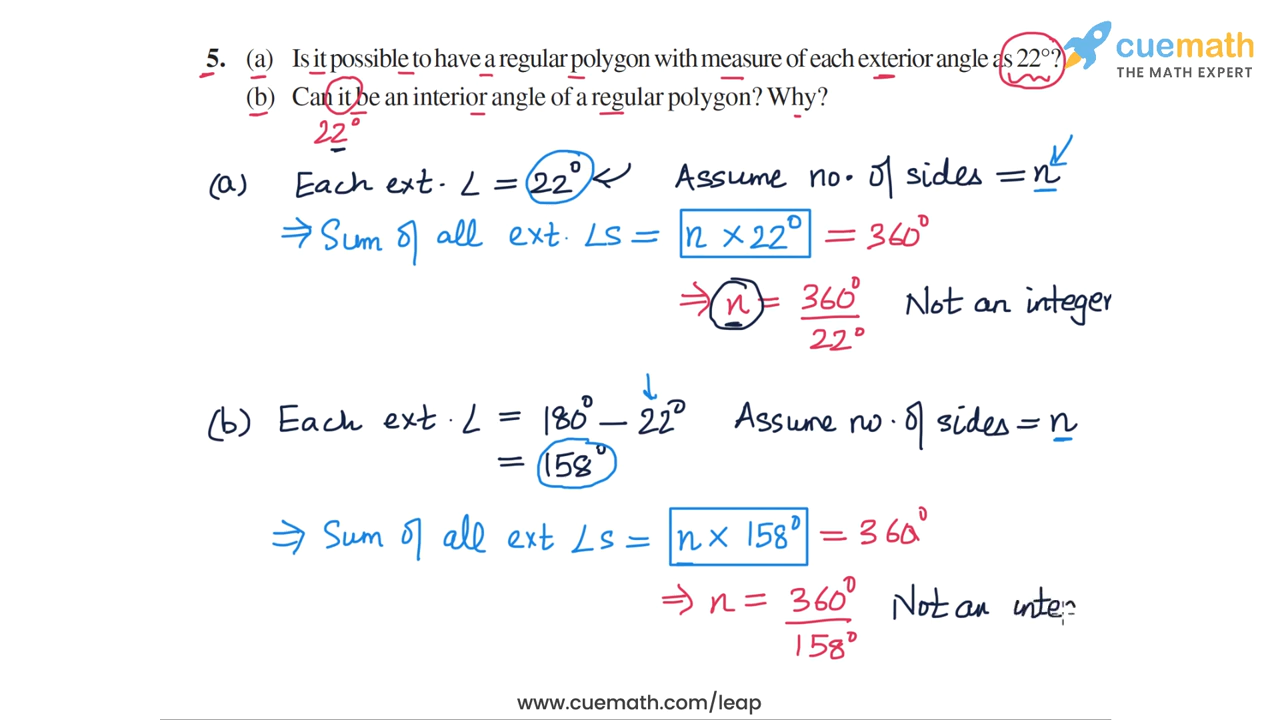 5. (a) Is it possible to have a regular polygon with measure of each exterior angle as 22°?
(b) Can it be an interior angle of a regular polygon? Why?
cuemath
THE MATH EXPERT
22°
(a) Each ext. ∠ = 22° Assume no. of sides = n
⇒ Sum of all ext. ∠s = n × 22° = 360°
⇒ n = 360°/22° Not an integer
(b) Each ext. ∠ = 180° − 22° Assume no. of sides = n
= 158°
⇒ Sum of all ext ∠s = n × 158° = 360°
⇒ n = 360°/158° Not an inte
www.cuemath.com/leap